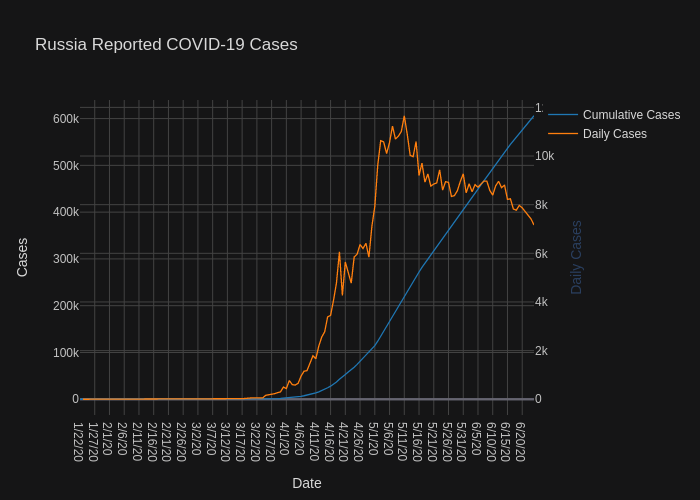 Russia Reported COVID-19 Cases
Cumulative Cases
Daily Cases
600k
500k
400k
300k
200k
100k
0
Cases
10k
8k
6k
4k
2k
0
Daily Cases
1/22/20
1/27/20
2/1/20
2/6/20
2/11/20
2/16/20
2/21/20
2/26/20
3/2/20
3/7/20
3/12/20
3/17/20
3/22/20
3/27/20
4/1/20
4/6/20
4/11/20
4/16/20
4/21/20
4/26/20
5/1/20
5/6/20
5/11/20
5/16/20
5/21/20
5/26/20
5/31/20
6/5/20
6/10/20
6/15/20
6/20/20
Date